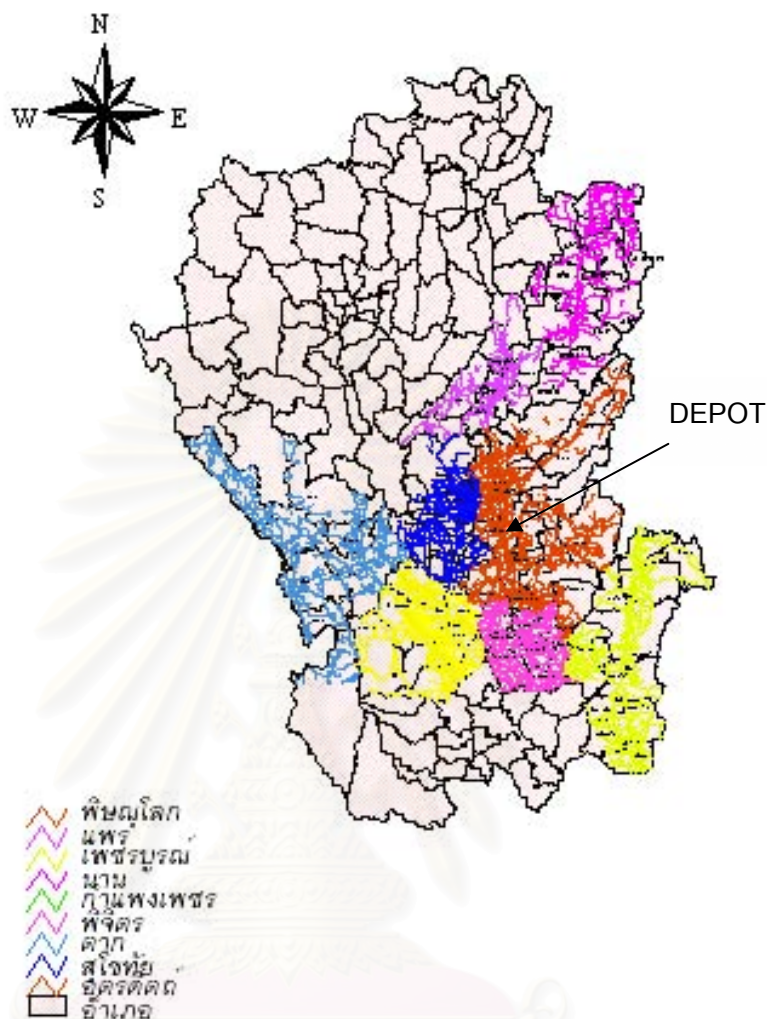 N
W E
S
DEPOT
พิษณุโลก
แพร่
เพชรบูรณ์
น่าน
กำแพงเพชร
พิจิตร
ตาก
สุโขทัย
อุตรดิตถ์
อำเภอ